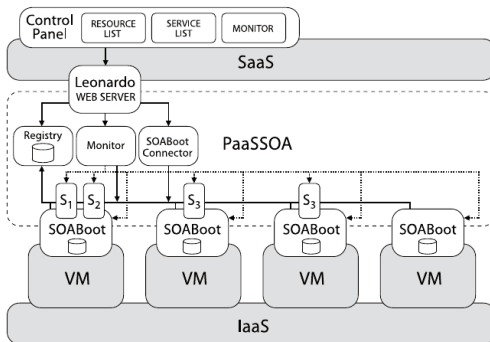 Control
Panel
RESOURCE
LIST
SERVICE
LIST
MONITOR
SaaS
Leonardo
WEB SERVER
Registry
Monitor
SOABoot
Connector
PaaSSOA
S1
S2
S3
S3
SOABoot
SOABoot
SOABoot
SOABoot
VM
VM
VM
VM
IaaS